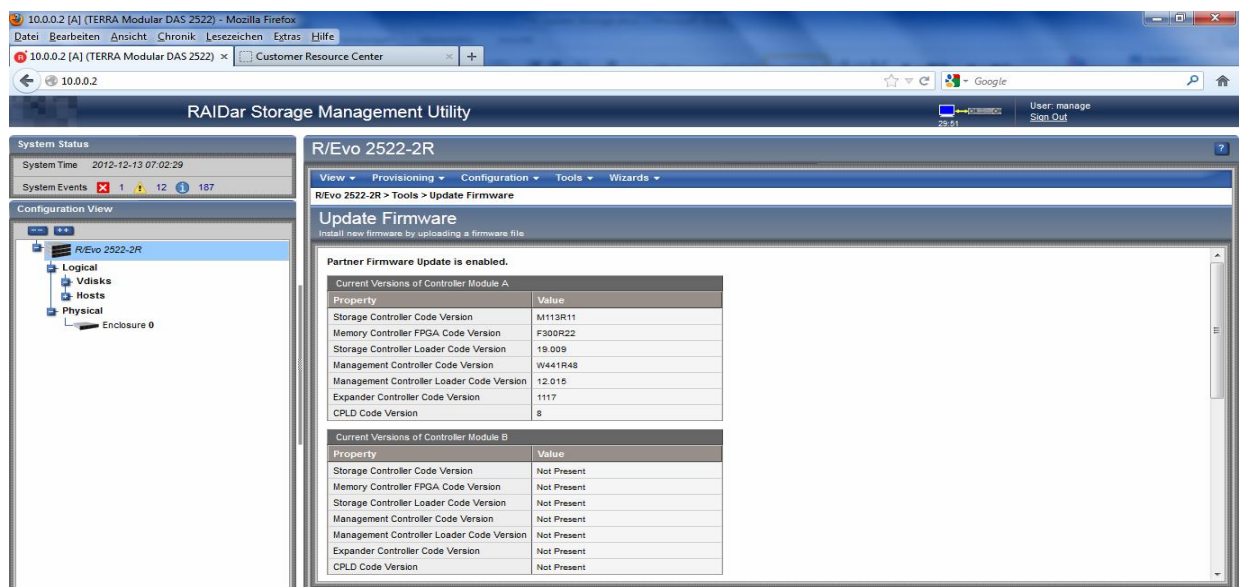 10.0.0.2 [A] (TERRA Modular DAS 2522) - Mozilla Firefox
Datei Bearbeiten Ansicht Chronik Lesezeichen Extras Hilfe
10.0.0.2 [A] (TERRA Modular DAS 2522) × Customer Resource Center × +
10.0.0.2 Google
RAIDar Storage Management Utility
29:51
User: manage
Sign Out
System Status
System Time 2012-12-13 07:02:29
System Events 1 12 187
Configuration View
R/Evo 2522-2R
Logical
Vdisks
Hosts
Physical
Enclosure 0
R/Evo 2522-2R
?
View Provisioning Configuration Tools Wizards
R/Evo 2522-2R > Tools > Update Firmware
Update Firmware
Install new firmware by uploading a firmware file
Partner Firmware Update is enabled.
Current Versions of Controller Module A
Property Value
Storage Controller Code Version M113R11
Memory Controller FPGA Code Version F300R22
Storage Controller Loader Code Version 19.009
Management Controller Code Version W441R48
Management Controller Loader Code Version 12.015
Expander Controller Code Version 1117
CPLD Code Version 8
Current Versions of Controller Module B
Property Value
Storage Controller Code Version Not Present
Memory Controller FPGA Code Version Not Present
Storage Controller Loader Code Version Not Present
Management Controller Code Version Not Present
Management Controller Loader Code Version Not Present
Expander Controller Code Version Not Present
CPLD Code Version Not Present